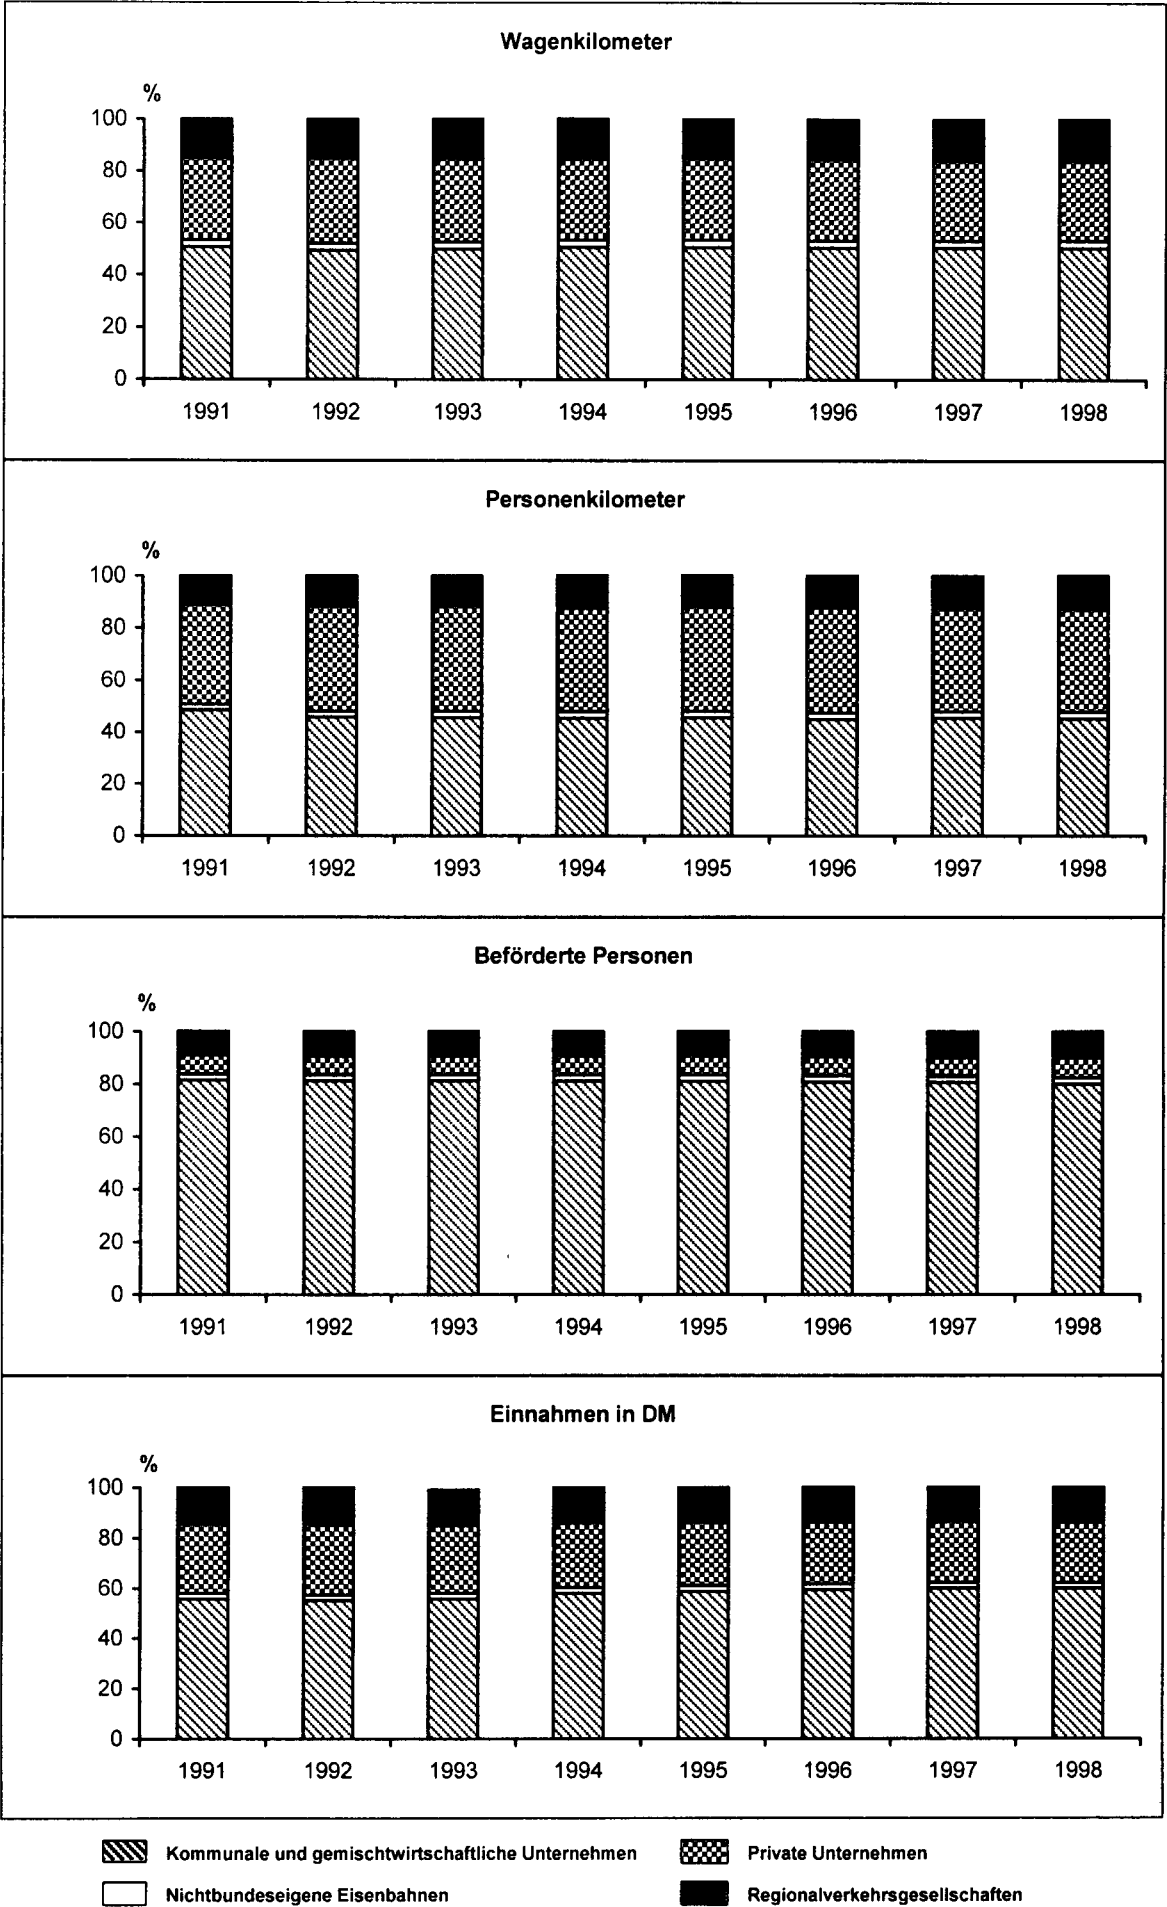 Wagenkilometer
%
100
80
60
40
20
0
1991 1992 1993 1994 1995 1996 1997 1998
Personenkilometer
%
100
80
60
40
20
0
1991 1992 1993 1994 1995 1996 1997 1998
Beförderte Personen
%
100
80
60
40
20
0
1991 1992 1993 1994 1995 1996 1997 1998
Einnahmen in DM
%
100
80
60
40
20
0
1991 1992 1993 1994 1995 1996 1997 1998
Kommunale und gemischtwirtschaftliche Unternehmen Private Unternehmen
Nichtbundeseigene Eisenbahnen Regionalverkehrsgesellschaften